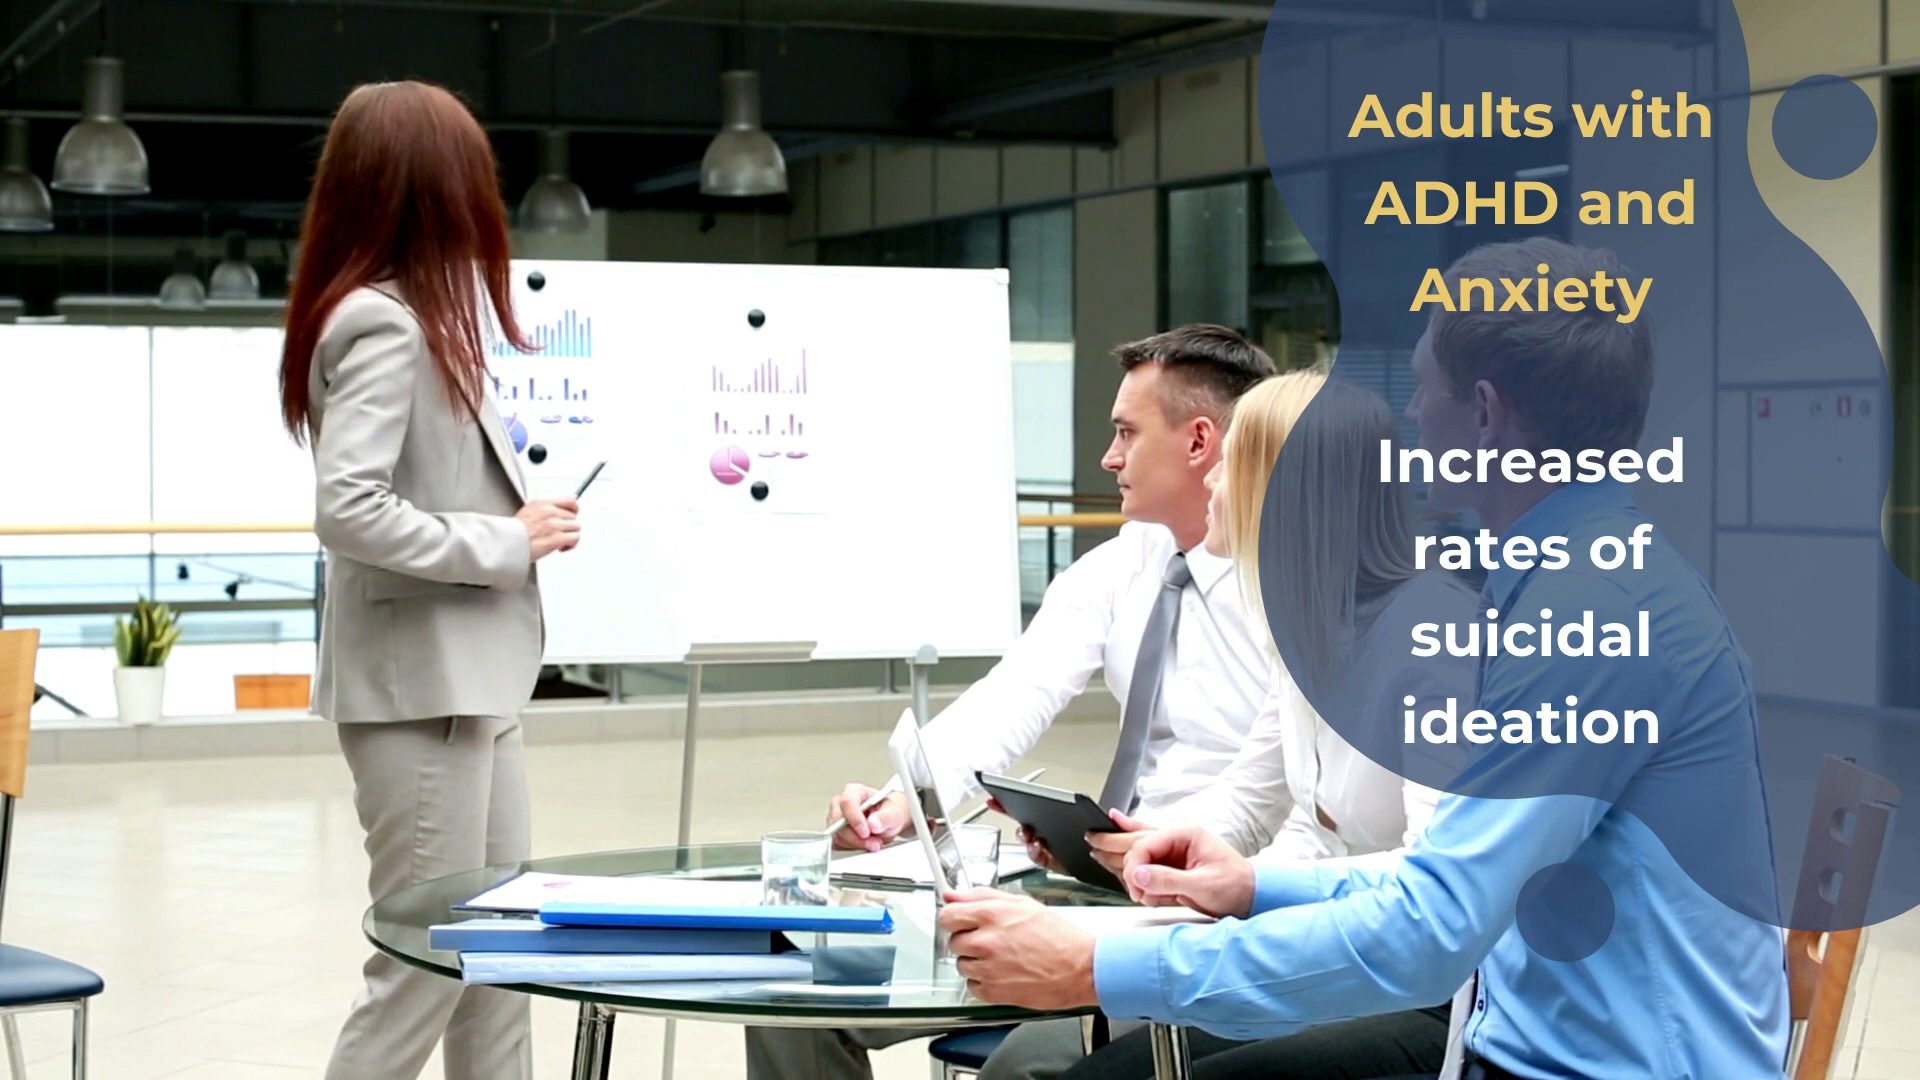 Adults with
ADHD and
Anxiety
Increased
rates of
suicidal
ideation